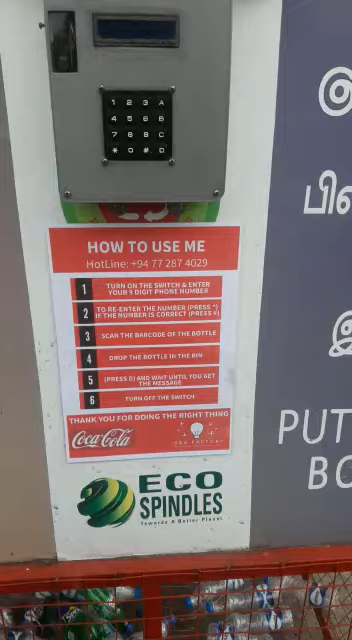 1 2 3 A
4 5 6 B
7 8 9 C
* 0 # D
HOW TO USE ME
HotLine: +94 77 287 4029
1 TURN ON THE SWITCH & ENTER
YOUR 9 DIGIT PHONE NUMBER
2 TO RE-ENTER THE NUMBER (PRESS *)
IF THE NUMBER IS CORRECT (PRESS #)
3 SCAN THE BARCODE OF THE BOTTLE
4 DROP THE BOTTLE IN THE BIN
5 (PRESS D) AND WAIT UNTIL YOU GET
THE MESSAGE
6 TURN OFF THE SWITCH
THANK YOU FOR DOING THE RIGHT THING
Coca-Cola
ECO
SPINDLES
Towards A Better Planet
PUT
BO